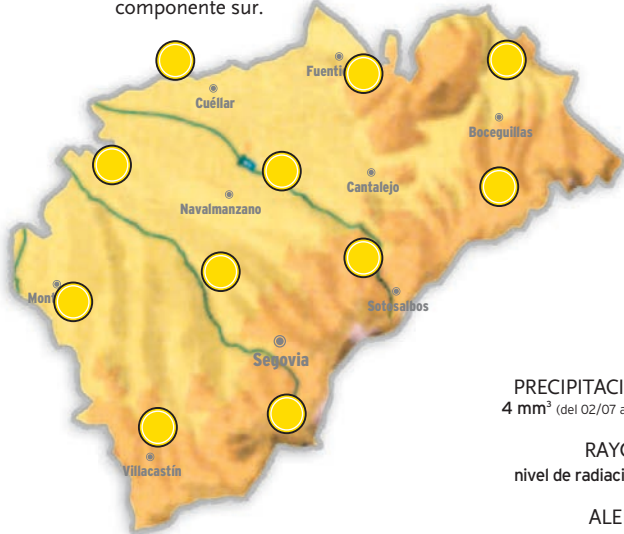 componente sur.
Fuenti
Cuéllar
Boceguillas
Cantalejo
Navalmanzano
Mont
Sotosalbos
Segovia
Villacastín
PRECIPITACI
4 mm³ (del 02/07 a
RAYO
nivel de radiaci
ALE